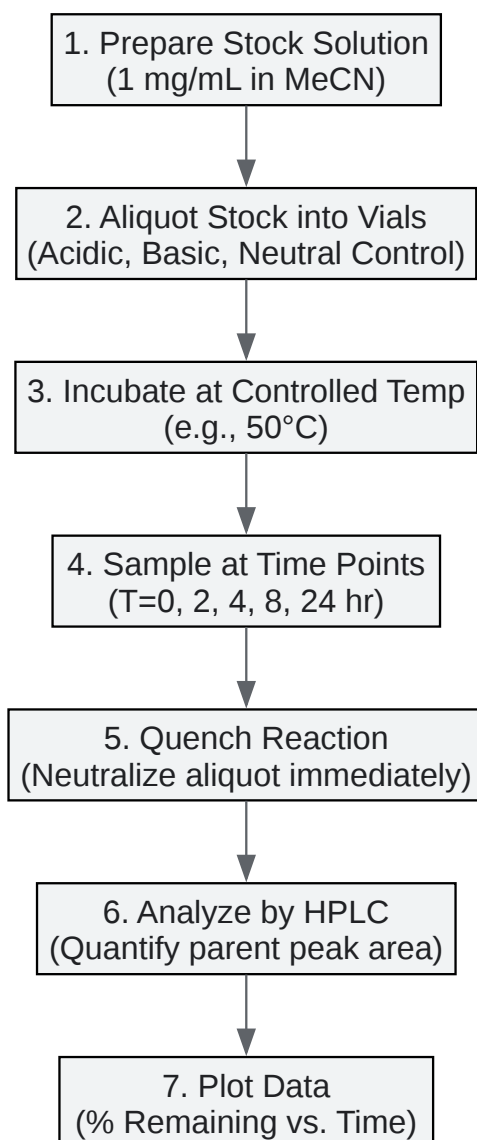 1. Prepare Stock Solution
(1 mg/mL in MeCN)
2. Aliquot Stock into Vials
(Acidic, Basic, Neutral Control)
3. Incubate at Controlled Temp
(e.g., 50°C)
4. Sample at Time Points
(T=0, 2, 4, 8, 24 hr)
5. Quench Reaction
(Neutralize aliquot immediately)
6. Analyze by HPLC
(Quantify parent peak area)
7. Plot Data
(% Remaining vs. Time)